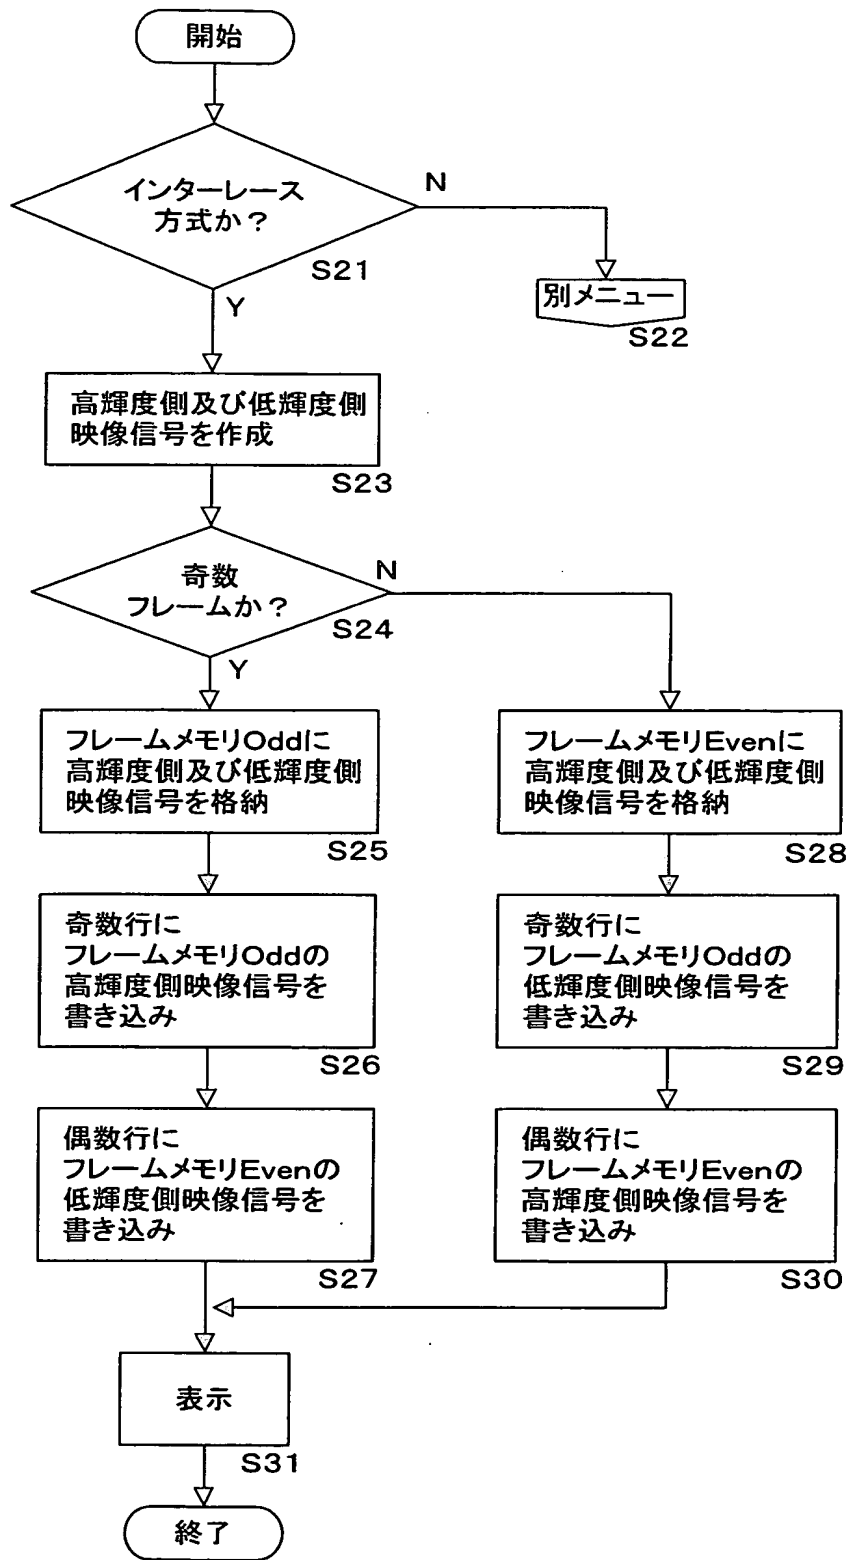 開始
インターレース
方式か？
N
S21
Y
別メニュー
S22
高輝度側及び低輝度側
映像信号を作成
S23
奇数
フレームか？
N
S24
Y
フレームメモリOddに
高輝度側及び低輝度側
映像信号を格納
S25
奇数行に
フレームメモリOddの
高輝度側映像信号を
書き込み
S26
偶数行に
フレームメモリEvenの
低輝度側映像信号を
書き込み
S27
フレームメモリEvenに
高輝度側及び低輝度側
映像信号を格納
S28
奇数行に
フレームメモリOddの
低輝度側映像信号を
書き込み
S29
偶数行に
フレームメモリEvenの
高輝度側映像信号を
書き込み
S30
表示
S31
終了